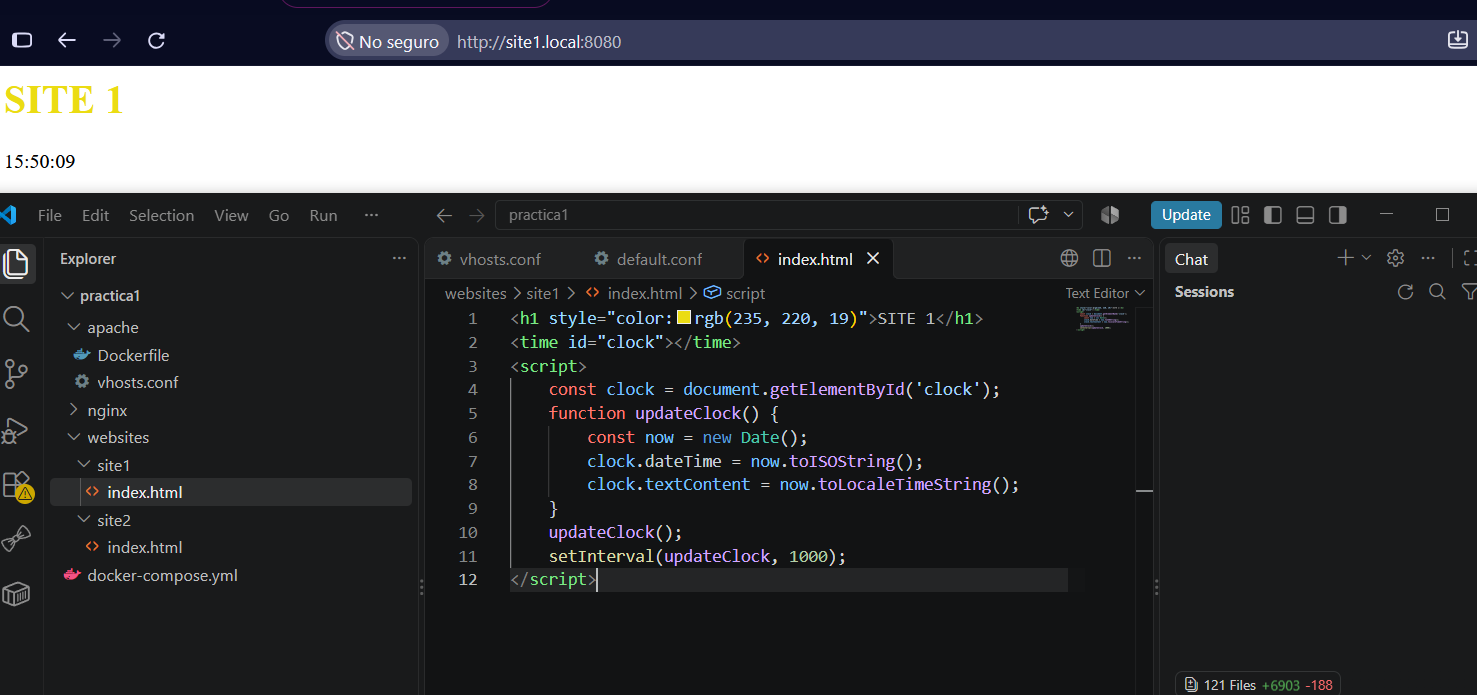 No seguro http://site1.local:8080
SITE 1
15:50:09
File Edit Selection View Go Run ··· practica1 Update
Explorer ···
practica1
apache
Dockerfile
vhosts.conf
nginx
websites
site1
index.html
site2
index.html
docker-compose.yml
vhosts.conf default.conf index.html ···
websites > site1 > index.html > script Text Editor
1 <h1 style="color:rgb(235, 220, 19)">SITE 1</h1>
2 <time id="clock"></time>
3 <script>
4 const clock = document.getElementById('clock');
5 function updateClock() {
6 const now = new Date();
7 clock.dateTime = now.toISOString();
8 clock.textContent = now.toLocaleTimeString();
9 }
10 updateClock();
11 setInterval(updateClock, 1000);
12 </script>
Chat ···
Sessions
121 Files +6903 -188